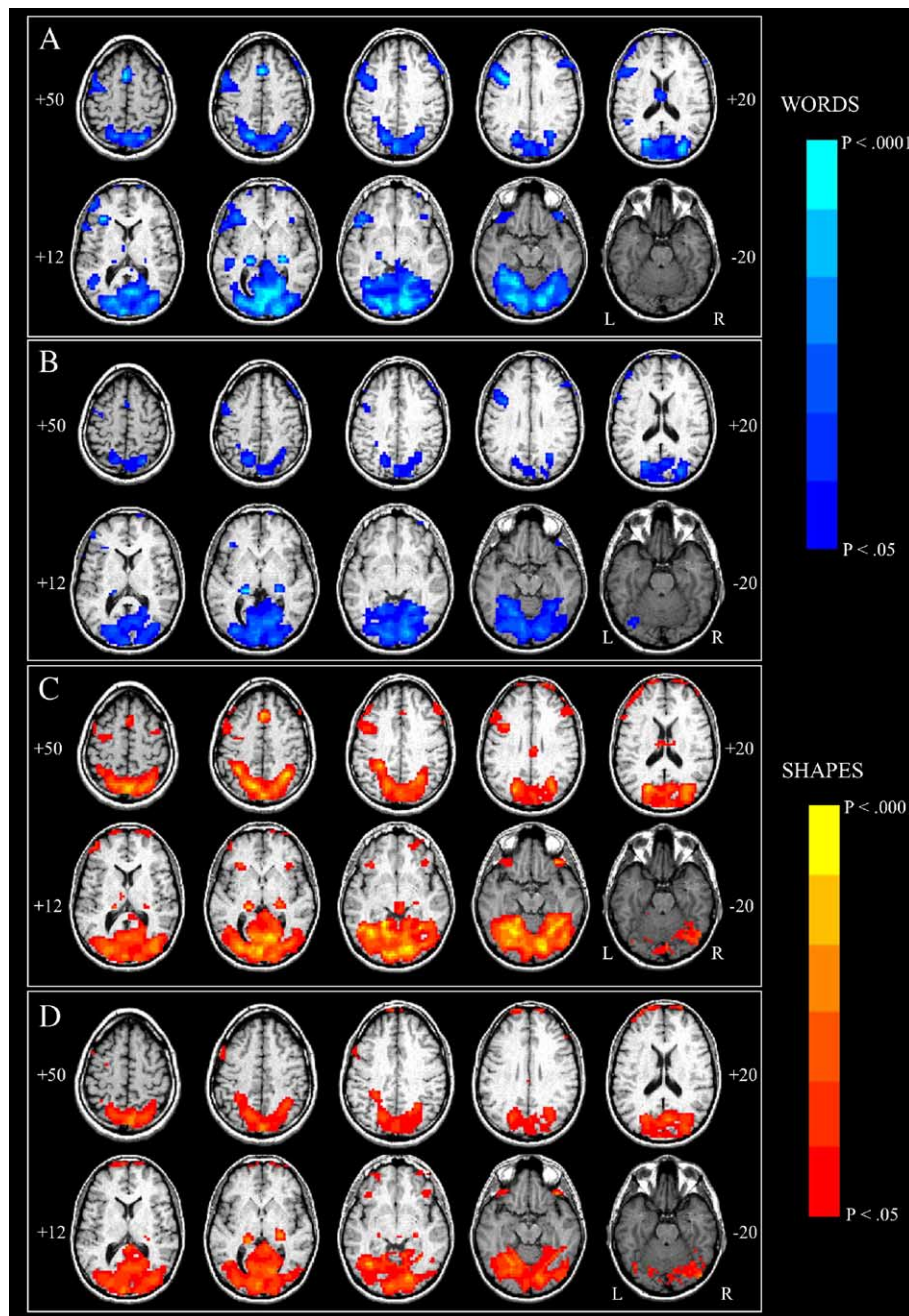 A
+50
+20
+12
-20
L R
B
+50
+20
+12
-20
L R
C
+50
+20
+12
-20
L R
D
+50
+20
+12
-20
L R
WORDS
P < .0001
P < .05
SHAPES
P < .000
P < .05